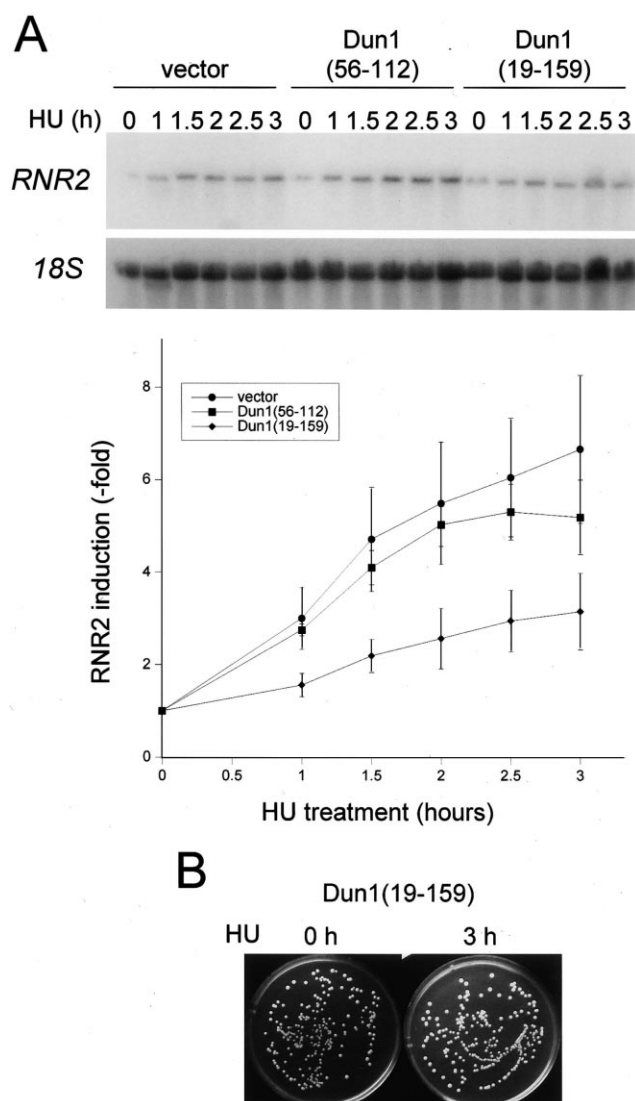 A
vector
Dun1 (56-112)
Dun1 (19-159)
HU (h) 0 1 1.5 2 2.5 3 0 1 1.5 2 2.5 3 0 1 1.5 2 2.5 3
RNR2
18S
RNR2 induction (-fold)
8
6
4
2
0
vector
Dun1(56-112)
Dun1(19-159)
0 0.5 1 1.5 2 2.5 3
HU treatment (hours)
B
Dun1(19-159)
HU 0 h 3 h